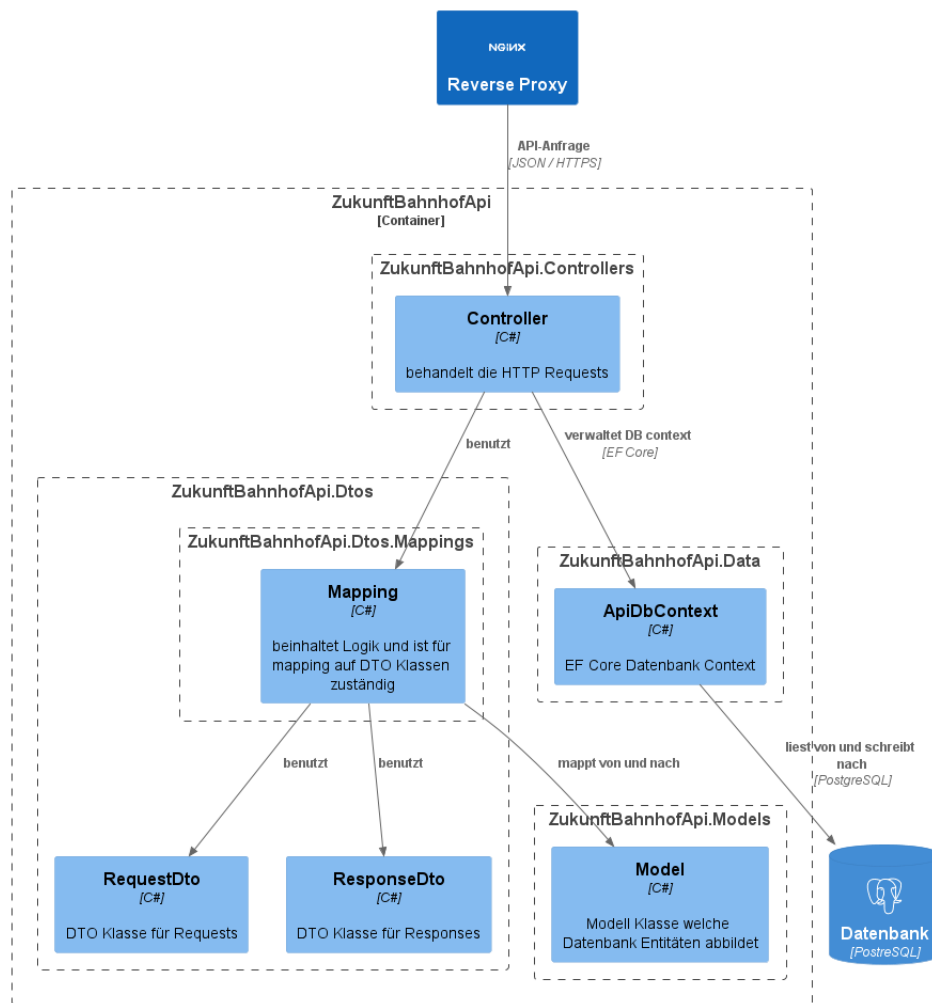 NGINX
Reverse Proxy
API-Anfrage
[JSON / HTTPS]
ZukunftBahnhofApi
[Container]
ZukunftBahnhofApi.Controllers
Controller
[C#]
behandelt die HTTP Requests
benutzt
verwaltet DB context
[EF Core]
ZukunftBahnhofApi.Dtos
ZukunftBahnhofApi.Dtos.Mappings
Mapping
[C#]
beinhaltet Logik und ist für
mapping auf DTO Klassen
zuständig
ZukunftBahnhofApi.Data
ApiDbContext
[C#]
EF Core Datenbank Context
benutzt
benutzt
mappt von und nach
liest von und schreibt
nach
[PostgreSQL]
RequestDto
[C#]
DTO Klasse für Requests
ResponseDto
[C#]
DTO Klasse für Responses
ZukunftBahnhofApi.Models
Model
[C#]
Modell Klasse welche
Datenbank Entitäten abbildet
Datenbank
[PostreSQL]